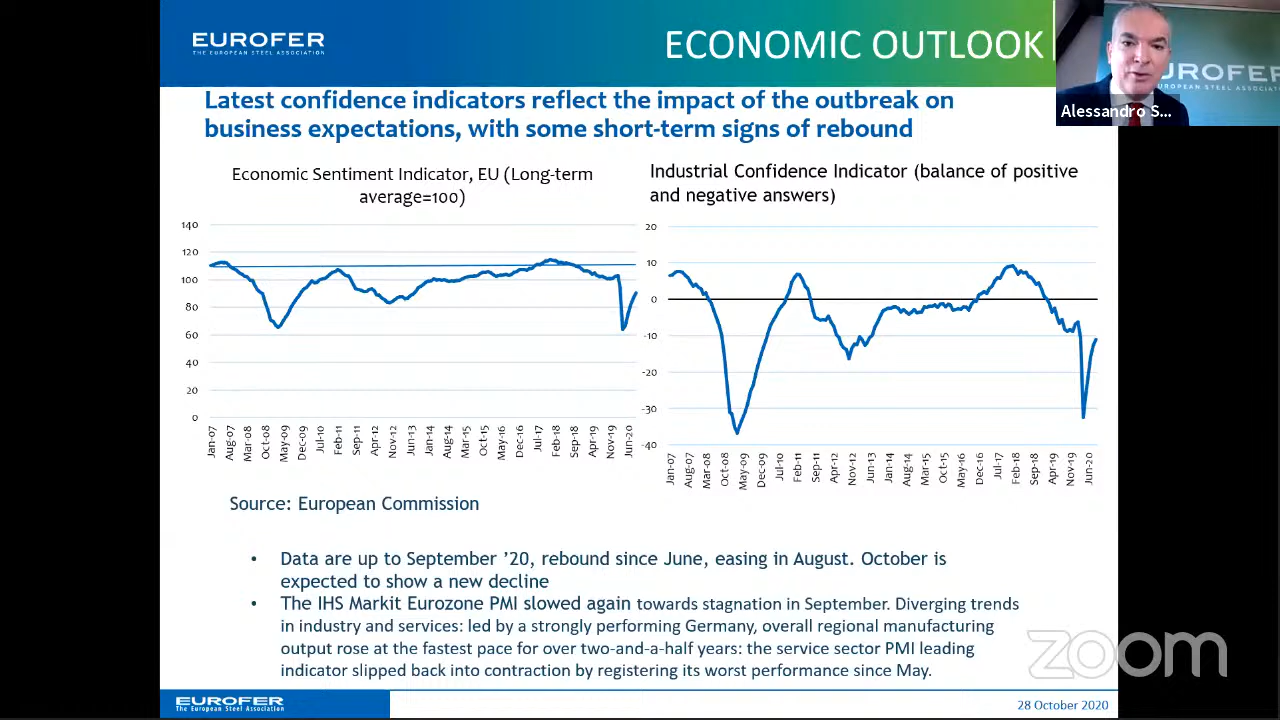 EUROFER
THE EUROPEAN STEEL ASSOCIATION
ECONOMIC OUTLOOK
UROFER
EUROPEAN STEEL ASSOCIA
Alessandro S...
Latest confidence indicators reflect the impact of the outbreak on
business expectations, with some short-term signs of rebound
Economic Sentiment Indicator, EU (Long-term
average=100)
140
120
100
80
60
40
20
0
Jan-07
Aug-07
Mar-08
Oct-08
May-09
Dec-09
Jul-10
Feb-11
Sep-11
Apr-12
Nov-12
Jun-13
Jan-14
Aug-14
Mar-15
Oct-15
May-16
Dec-16
Jul-17
Feb-18
Sep-18
Apr-19
Nov-19
Jun-20
Industrial Confidence Indicator (balance of positive
and negative answers)
20
10
0
-10
-20
-30
-40
Jan-07
Aug-07
Mar-08
Oct-08
May-09
Dec-09
Jul-10
Feb-11
Sep-11
Apr-12
Nov-12
Jun-13
Jan-14
Aug-14
Mar-15
Oct-15
May-16
Dec-16
Jul-17
Feb-18
Sep-18
Apr-19
Nov-19
Jun-20
Source: European Commission
• Data are up to September ’20, rebound since June, easing in August. October is
expected to show a new decline
• The IHS Markit Eurozone PMI slowed again towards stagnation in September. Diverging trends
in industry and services: led by a strongly performing Germany, overall regional manufacturing
output rose at the fastest pace for over two-and-a-half years: the service sector PMI leading
indicator slipped back into contraction by registering its worst performance since May.
zoom
EUROFER
The European Steel Association
28 October 2020